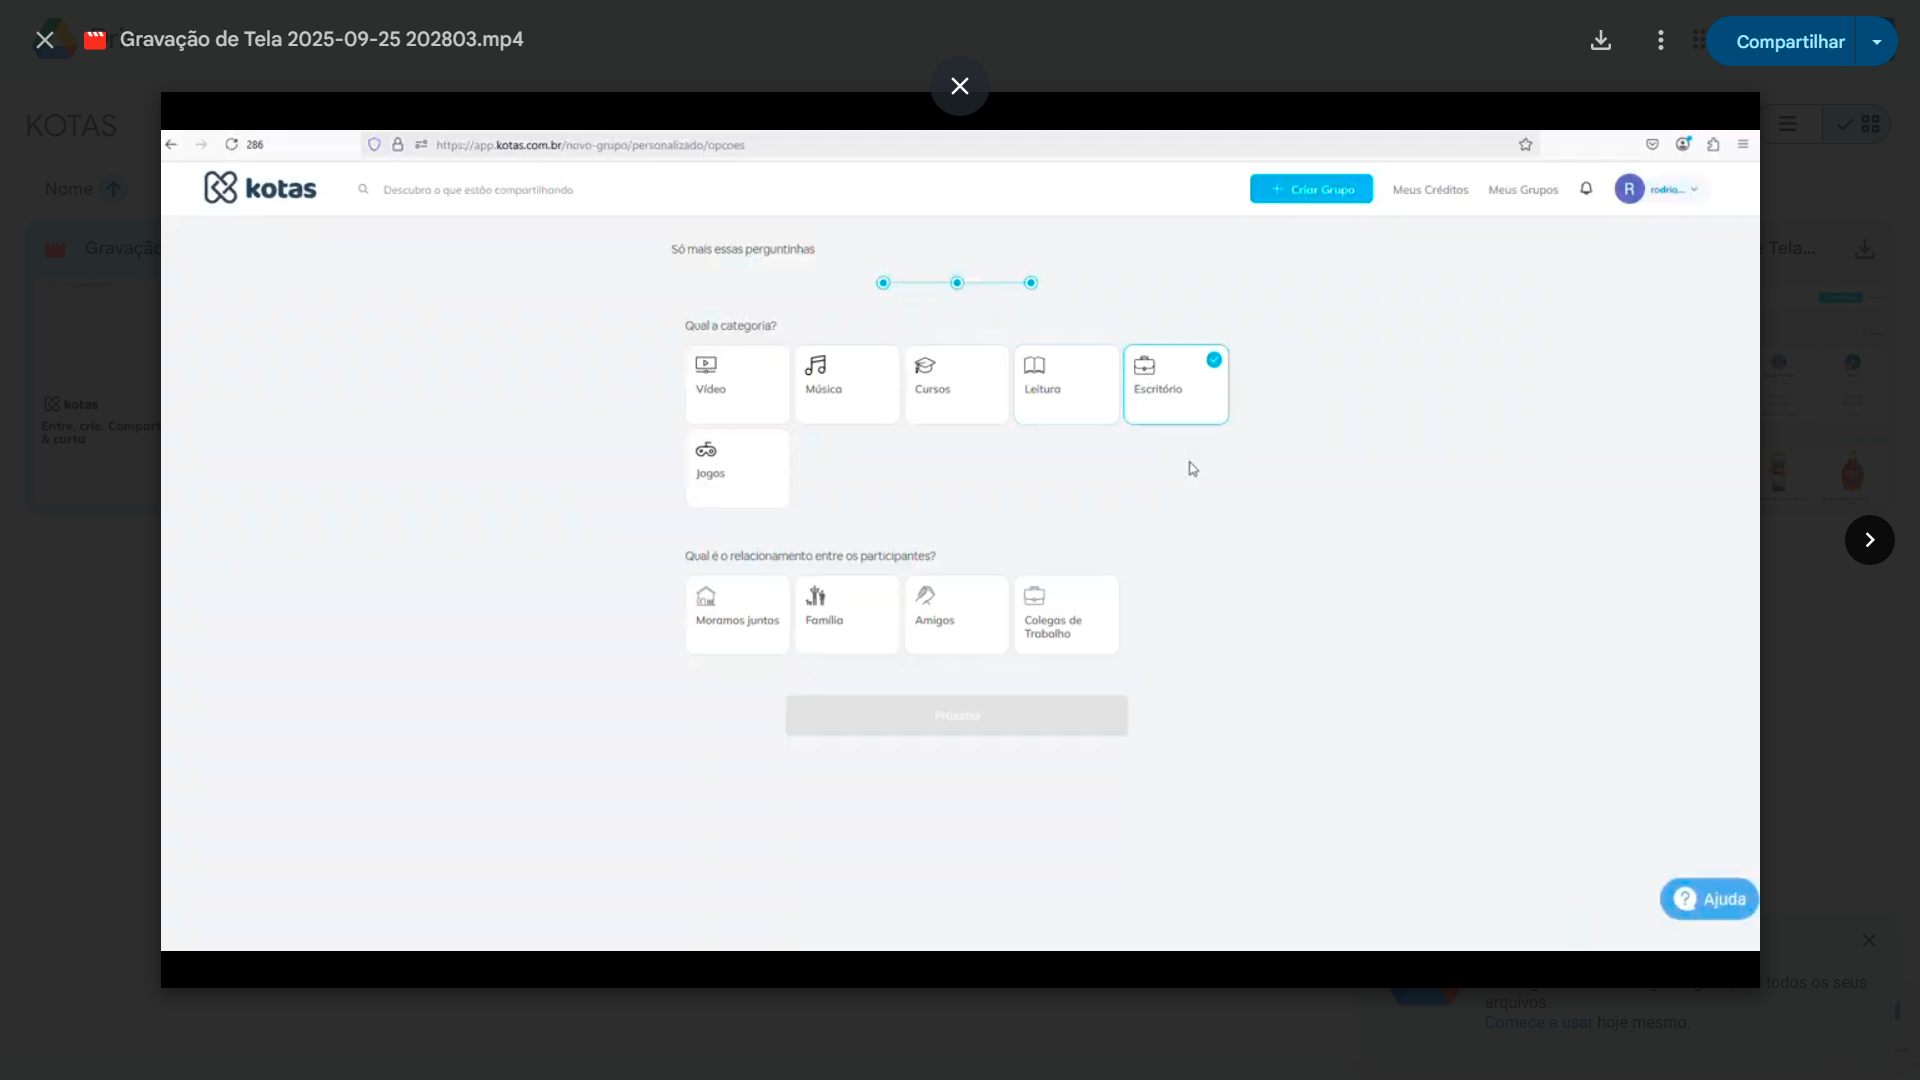 Gravação de Tela 2025-09-25 202803.mp4
Compartilhar
KOTAS
Nome
Gravação
Tela...
kotas
Entre, crie. Compart
& curta
286
https://app.kotas.com.br/novo-grupo/personalizado/opcoes
kotas
Descubra o que estão compartilhando
+ Criar Grupo
Meus Créditos
Meus Grupos
R
rodrig...
Só mais essas perguntinhas
Qual a categoria?
Vídeo
Música
Cursos
Leitura
Escritório
Jogos
Qual é o relacionamento entre os participantes?
Moramos juntos
Família
Amigos
Colegas de
Trabalho
Próximo
? Ajuda
todos os seus
arquivos.
Comece a usar hoje mesmo.